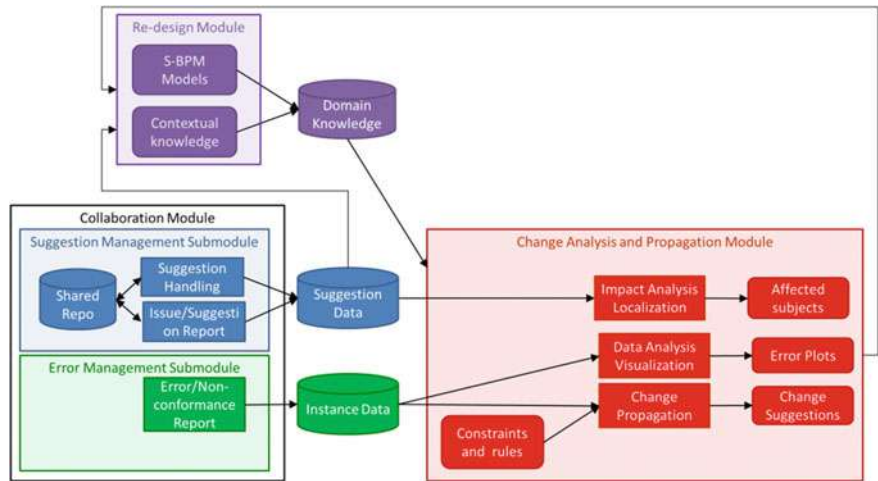 Re-design Module
S-BPM
Models
Contextual
knowledge
Domain
Knowledge
Collaboration Module
Suggestion Management Submodule
Shared
Repo
Suggestion
Handling
Issue/Suggesti
on Report
Suggestion
Data
Error Management Submodule
Error/Non-
conformance
Report
Instance Data
Change Analysis and Propagation Module
Impact Analysis
Localization
Affected
subjects
Data Analysis
Visualization
Error Plots
Change
Propagation
Change
Suggestions
Constraints
and rules